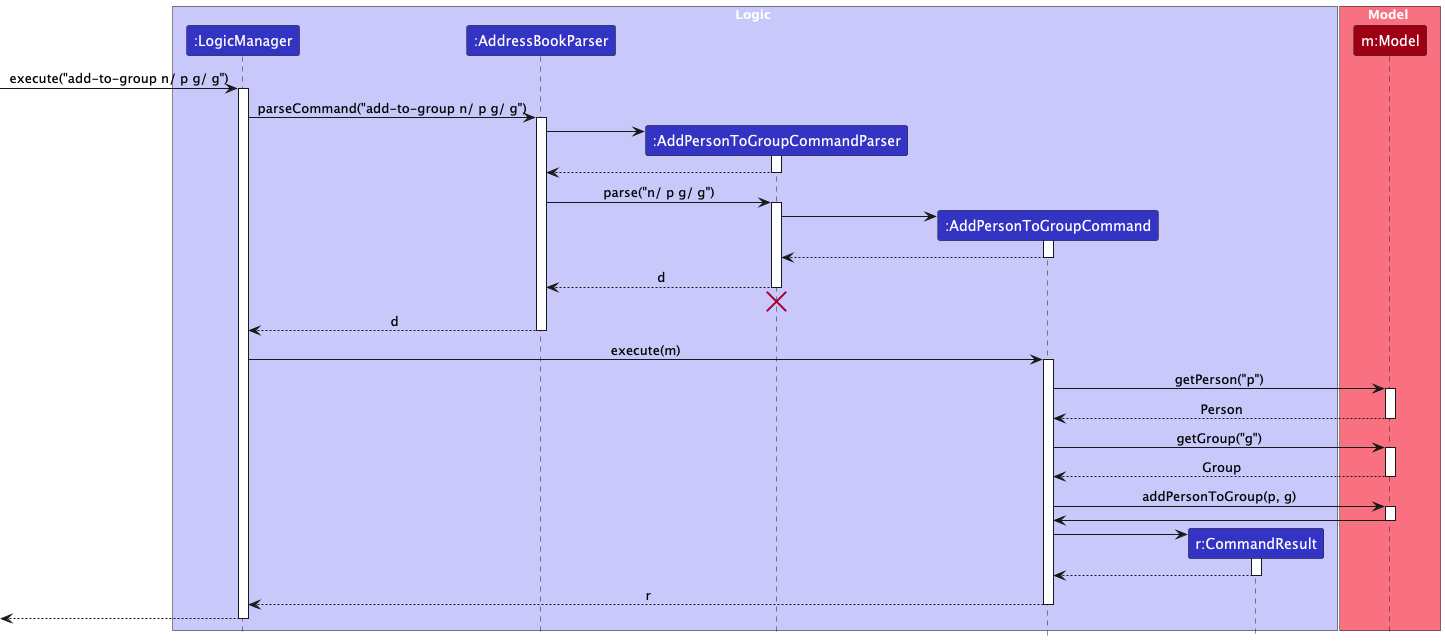 Logic
Model
:LogicManager
:AddressBookParser
m:Model
execute("add-to-group n/ p g/ g")
parseCommand("add-to-group n/ p g/ g")
:AddPersonToGroupCommandParser
parse("n/ p g/ g")
:AddPersonToGroupCommand
d
d
execute(m)
getPerson("p")
Person
getGroup("g")
Group
addPersonToGroup(p, g)
r:CommandResult
r